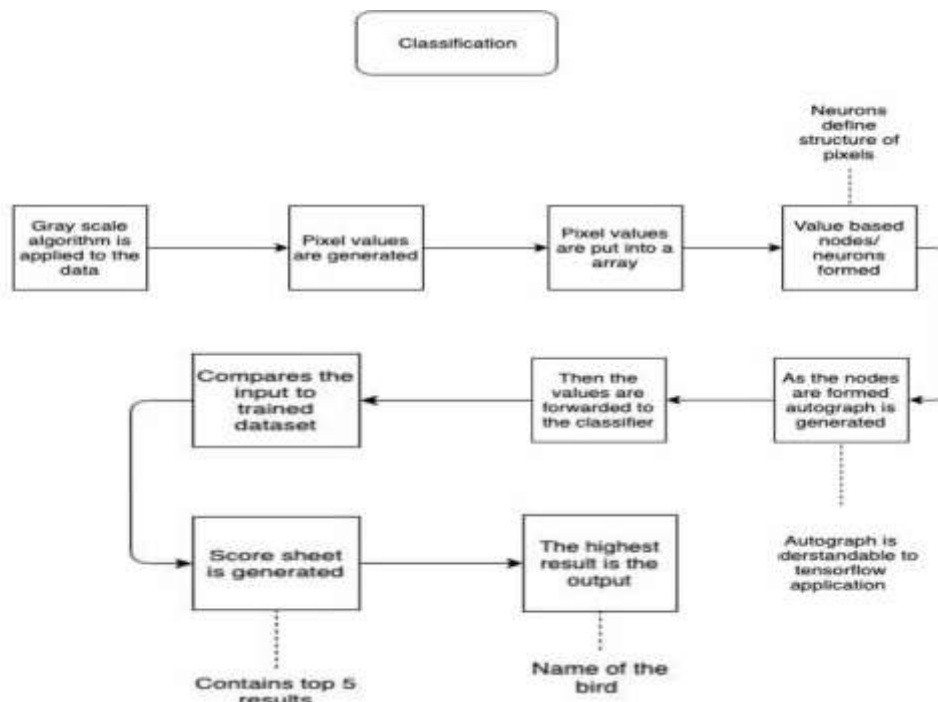 Classification
Neurons
define
structure of
pixels
Gray scale
algorithm is
applied to the
data
Pixel values
are generated
Pixel values
are put into a
array
Value based
nodes/
neurons
formed
As the nodes
are formed
autograph is
generated
Then the
values are
forwarded to
the classifier
Compares the
input to
trained
dataset
Score sheet
is generated
The highest
result is the
output
Autograph is
derstandable to
tensorflow
application
Contains top 5
results
Name of the
bird